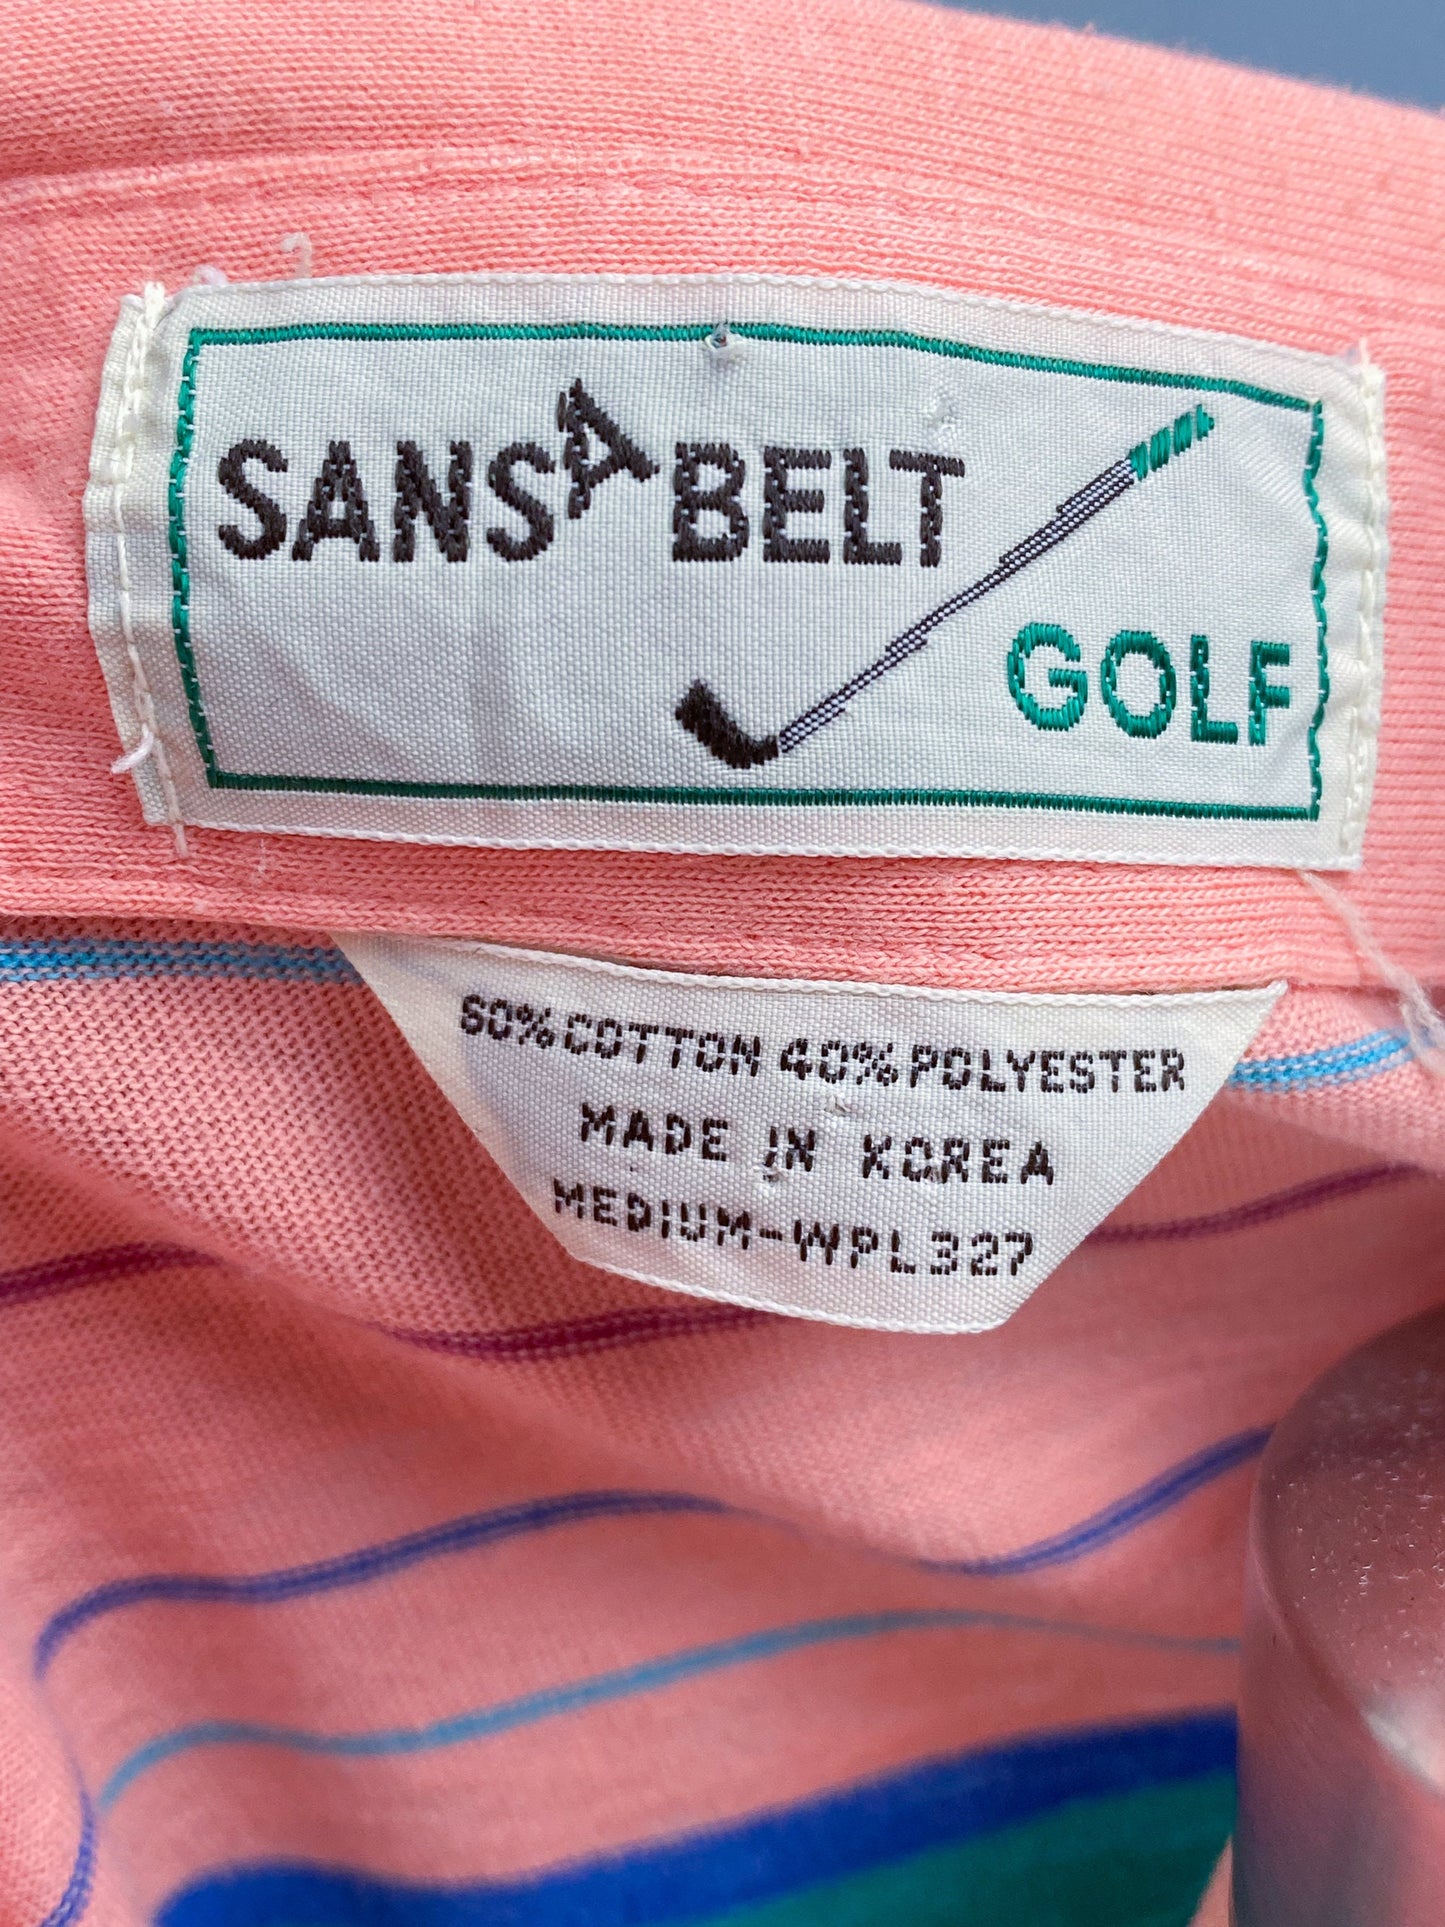 SANSABELT
GOLF
60% COTTON 40% POLYESTER
MADE IN KOREA
MEDIUM-WPL327